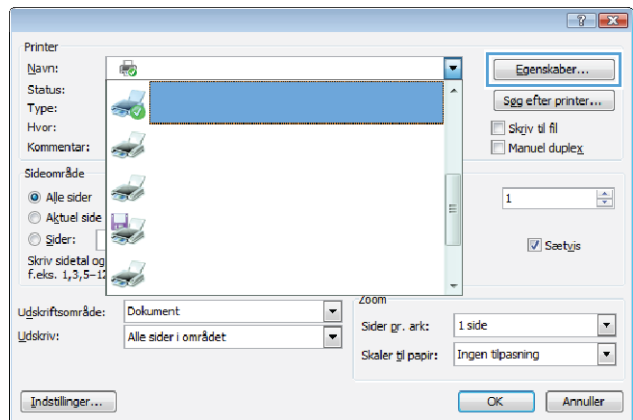 Printer
Navn:
Egenskaber...
Status:
Type:
Søg efter printer...
Hvor:
Skriv til fil
Kommentar:
Manuel duplex
Sideområde
Alle sider
1
Aktuel side
Sider:
Sætvis
Skriv sidetal og
f.eks. 1,3,5–12
Zoom
Udskriftsområde:
Dokument
Sider pr. ark:
1 side
Udskriv:
Alle sider i området
Skaler til papir:
Ingen tilpasning
Indstillinger...
OK
Annuller